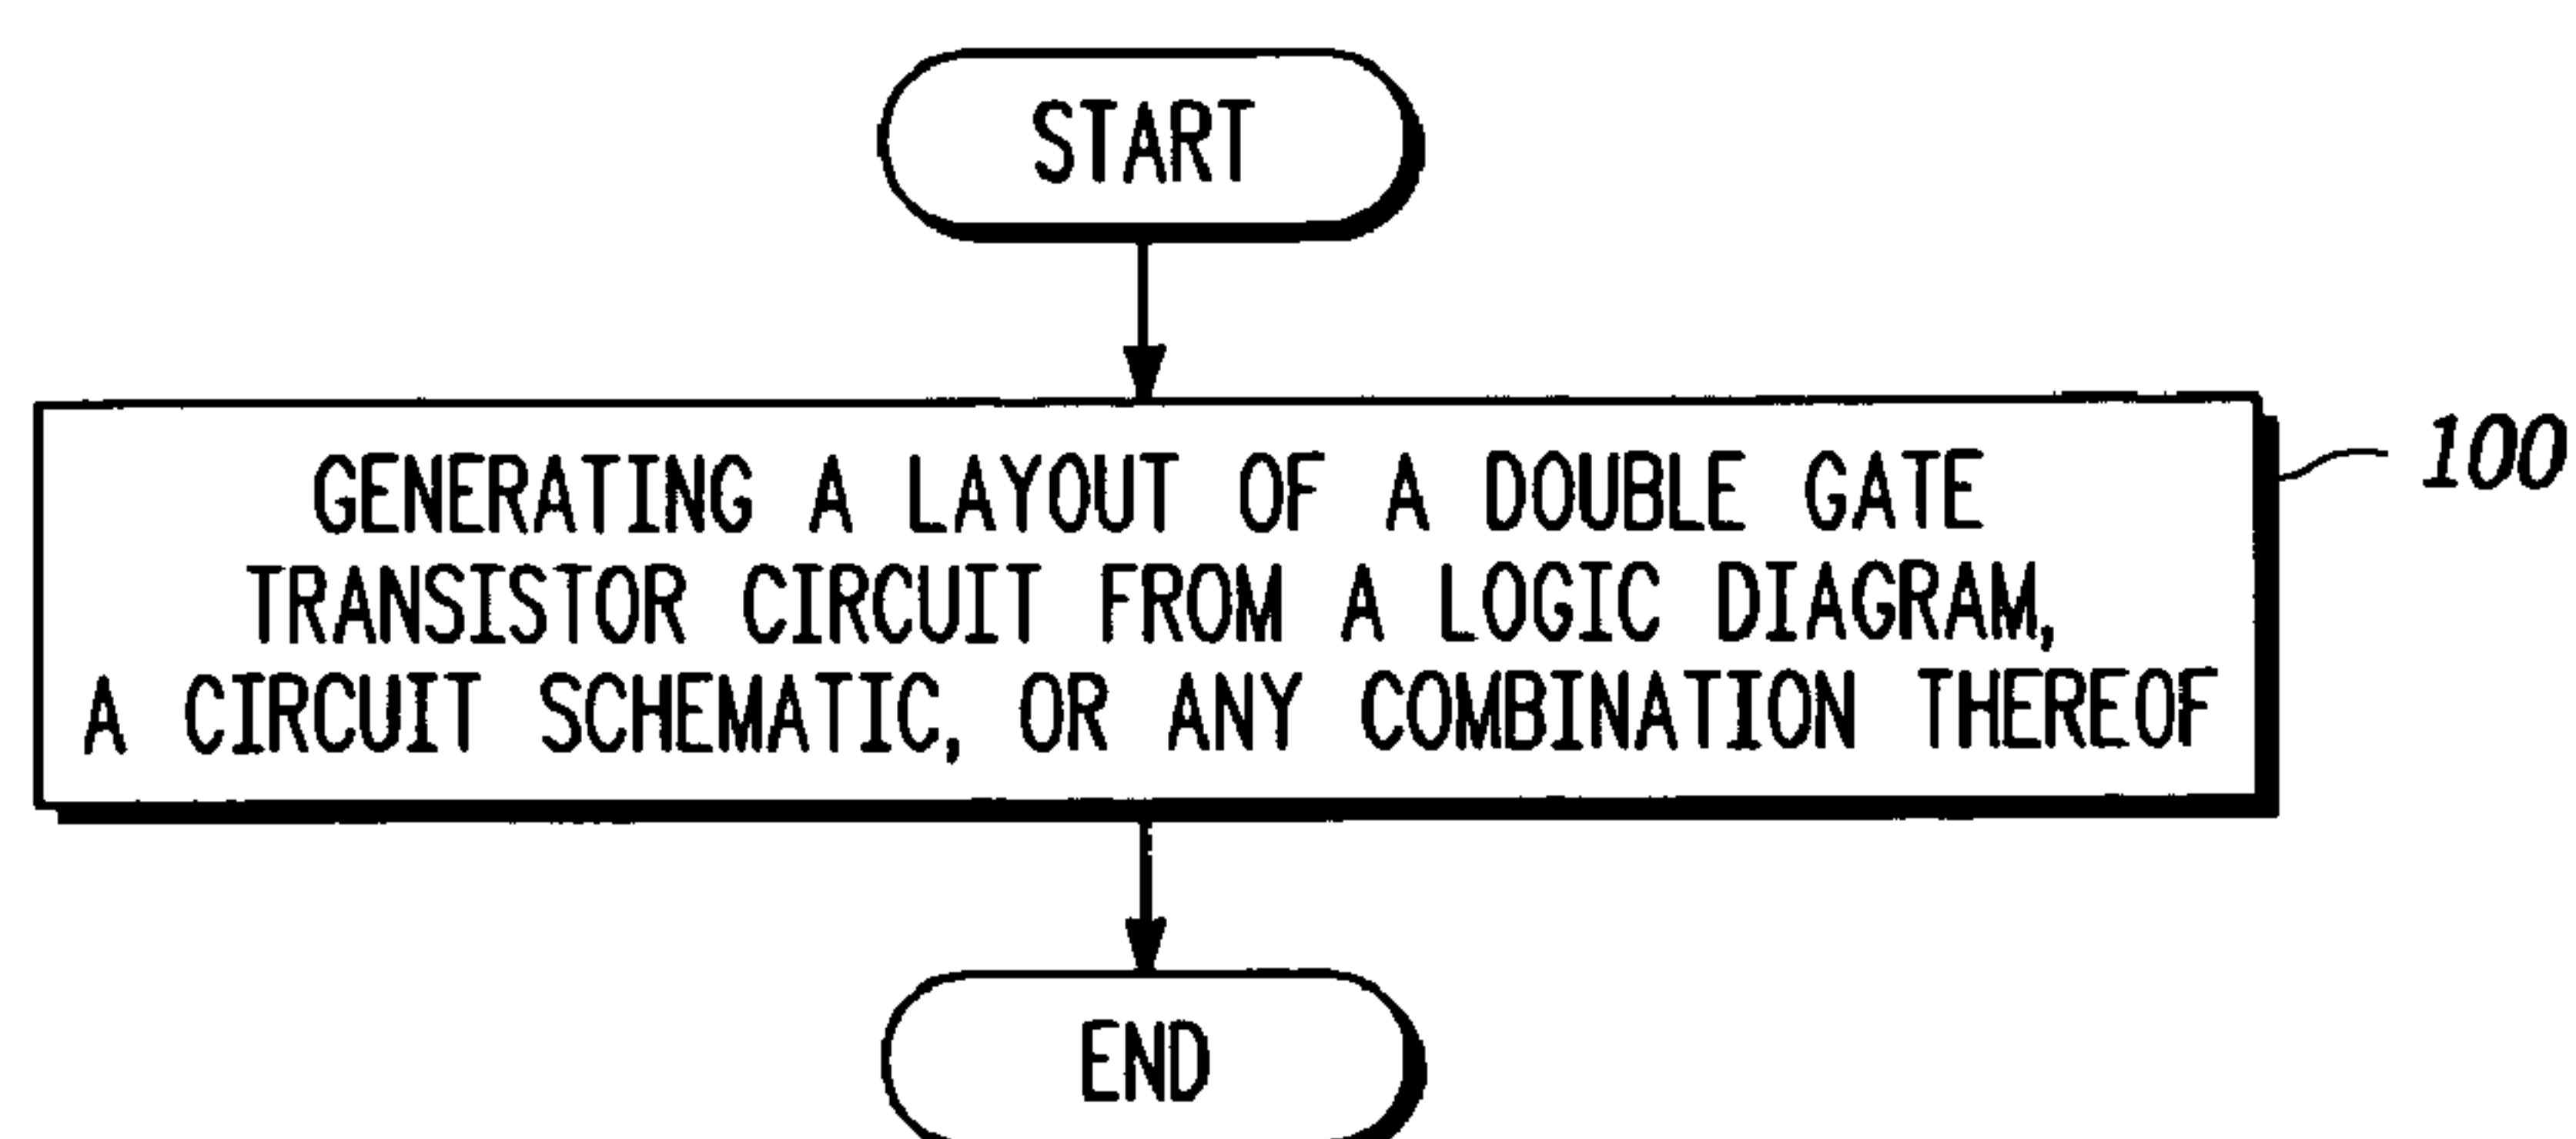 START
GENERATING A LAYOUT OF A DOUBLE GATE
TRANSISTOR CIRCUIT FROM A LOGIC DIAGRAM,
A CIRCUIT SCHEMATIC, OR ANY COMBINATION THEREOF
100
END